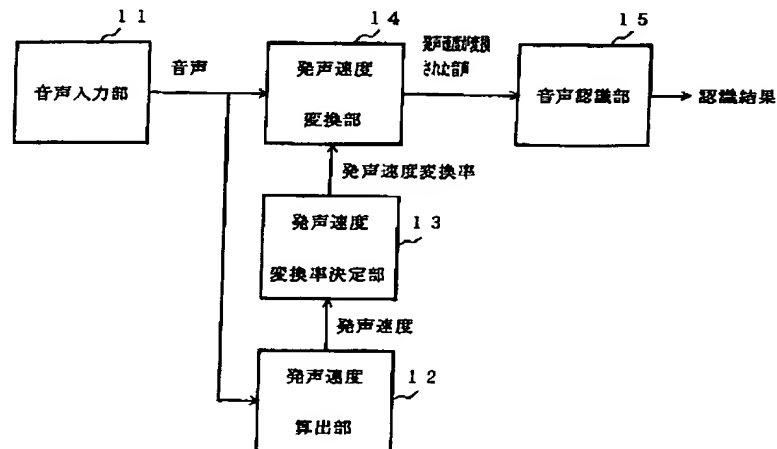 11
音声入力部
音声
14
発声速度
変換部
発声速度が変換
された音声
15
音声認識部
認識結果
発声速度変換率
発声速度
変換率決定部
13
発声速度
発声速度
算出部
12